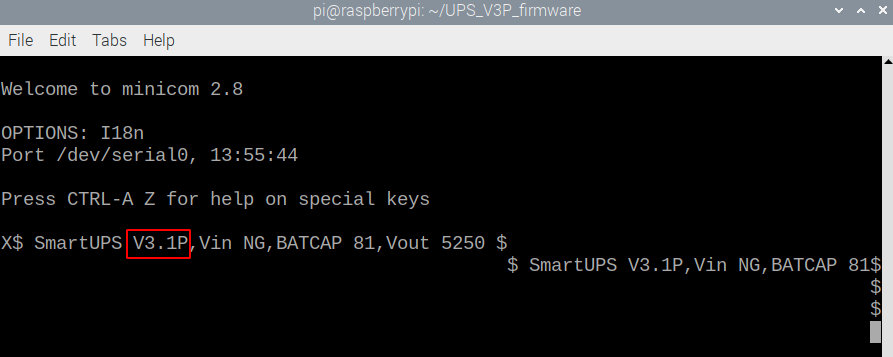 pi@raspberrypi: ~/UPS_V3P_firmware
File Edit Tabs Help
Welcome to minicom 2.8
OPTIONS: I18n
Port /dev/serial0, 13:55:44
Press CTRL-A Z for help on special keys
X$ SmartUPS V3.1P,Vin NG,BATCAP 81,Vout 5250 $
$ SmartUPS V3.1P,Vin NG,BATCAP 81$
$
$